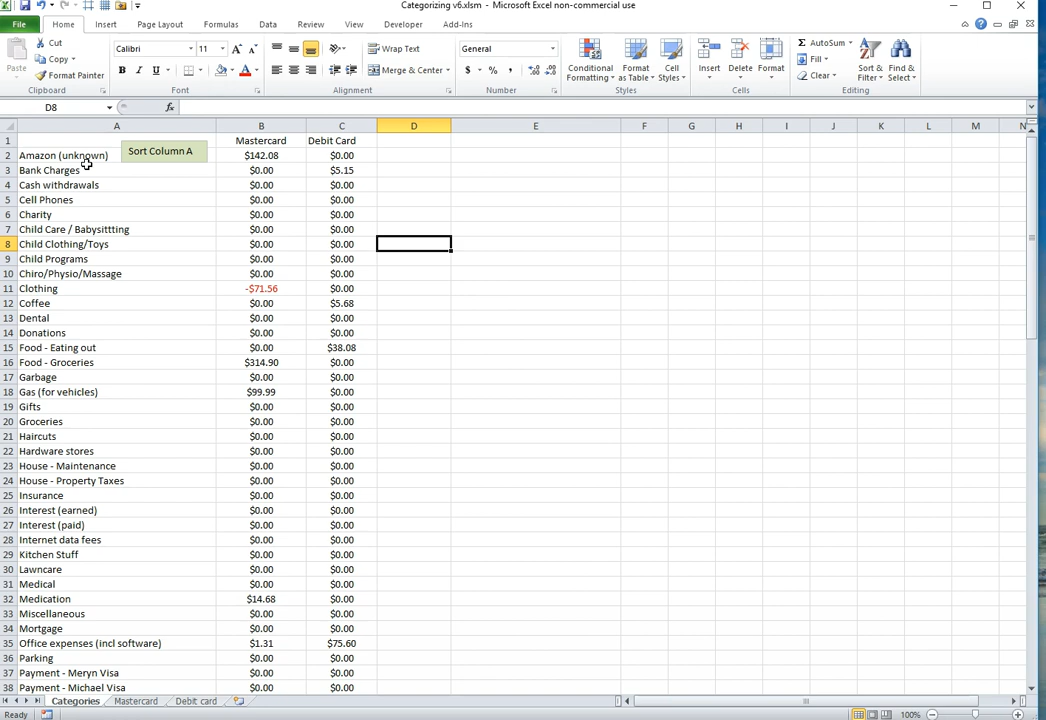 Categorizing v6.xlsm - Microsoft Excel non-commercial use
File Home Insert Page Layout Formulas Data Review View Developer Add-Ins
Cut
Copy
Format Painter
Paste
Clipboard
Calibri 11
B I U A
Font
Wrap Text
Merge & Center
Alignment
General
$ % ,
Number
Conditional Formatting
Format as Table
Cell Styles
Styles
Insert Delete Format
Cells
AutoSum
Fill
Clear
Sort & Filter
Find & Select
Editing
D8 fx
A B C D E F G H I J K L M N
1 Mastercard Debit Card
Sort Column A
2 Amazon (unknown) $142.08 $0.00
3 Bank Charges $0.00 $5.15
4 Cash withdrawals $0.00 $0.00
5 Cell Phones $0.00 $0.00
6 Charity $0.00 $0.00
7 Child Care / Babysittting $0.00 $0.00
8 Child Clothing/Toys $0.00 $0.00
9 Child Programs $0.00 $0.00
10 Chiro/Physio/Massage $0.00 $0.00
11 Clothing -$71.56 $0.00
12 Coffee $0.00 $5.68
13 Dental $0.00 $0.00
14 Donations $0.00 $0.00
15 Food - Eating out $0.00 $38.08
16 Food - Groceries $314.90 $0.00
17 Garbage $0.00 $0.00
18 Gas (for vehicles) $99.99 $0.00
19 Gifts $0.00 $0.00
20 Groceries $0.00 $0.00
21 Haircuts $0.00 $0.00
22 Hardware stores $0.00 $0.00
23 House - Maintenance $0.00 $0.00
24 House - Property Taxes $0.00 $0.00
25 Insurance $0.00 $0.00
26 Interest (earned) $0.00 $0.00
27 Interest (paid) $0.00 $0.00
28 Internet data fees $0.00 $0.00
29 Kitchen Stuff $0.00 $0.00
30 Lawncare $0.00 $0.00
31 Medical $0.00 $0.00
32 Medication $14.68 $0.00
33 Miscellaneous $0.00 $0.00
34 Mortgage $0.00 $0.00
35 Office expenses (incl software) $1.31 $75.60
36 Parking $0.00 $0.00
37 Payment - Meryn Visa $0.00 $0.00
38 Payment - Michael Visa $0.00 $0.00
Categories Mastercard Debit card
Ready 100%